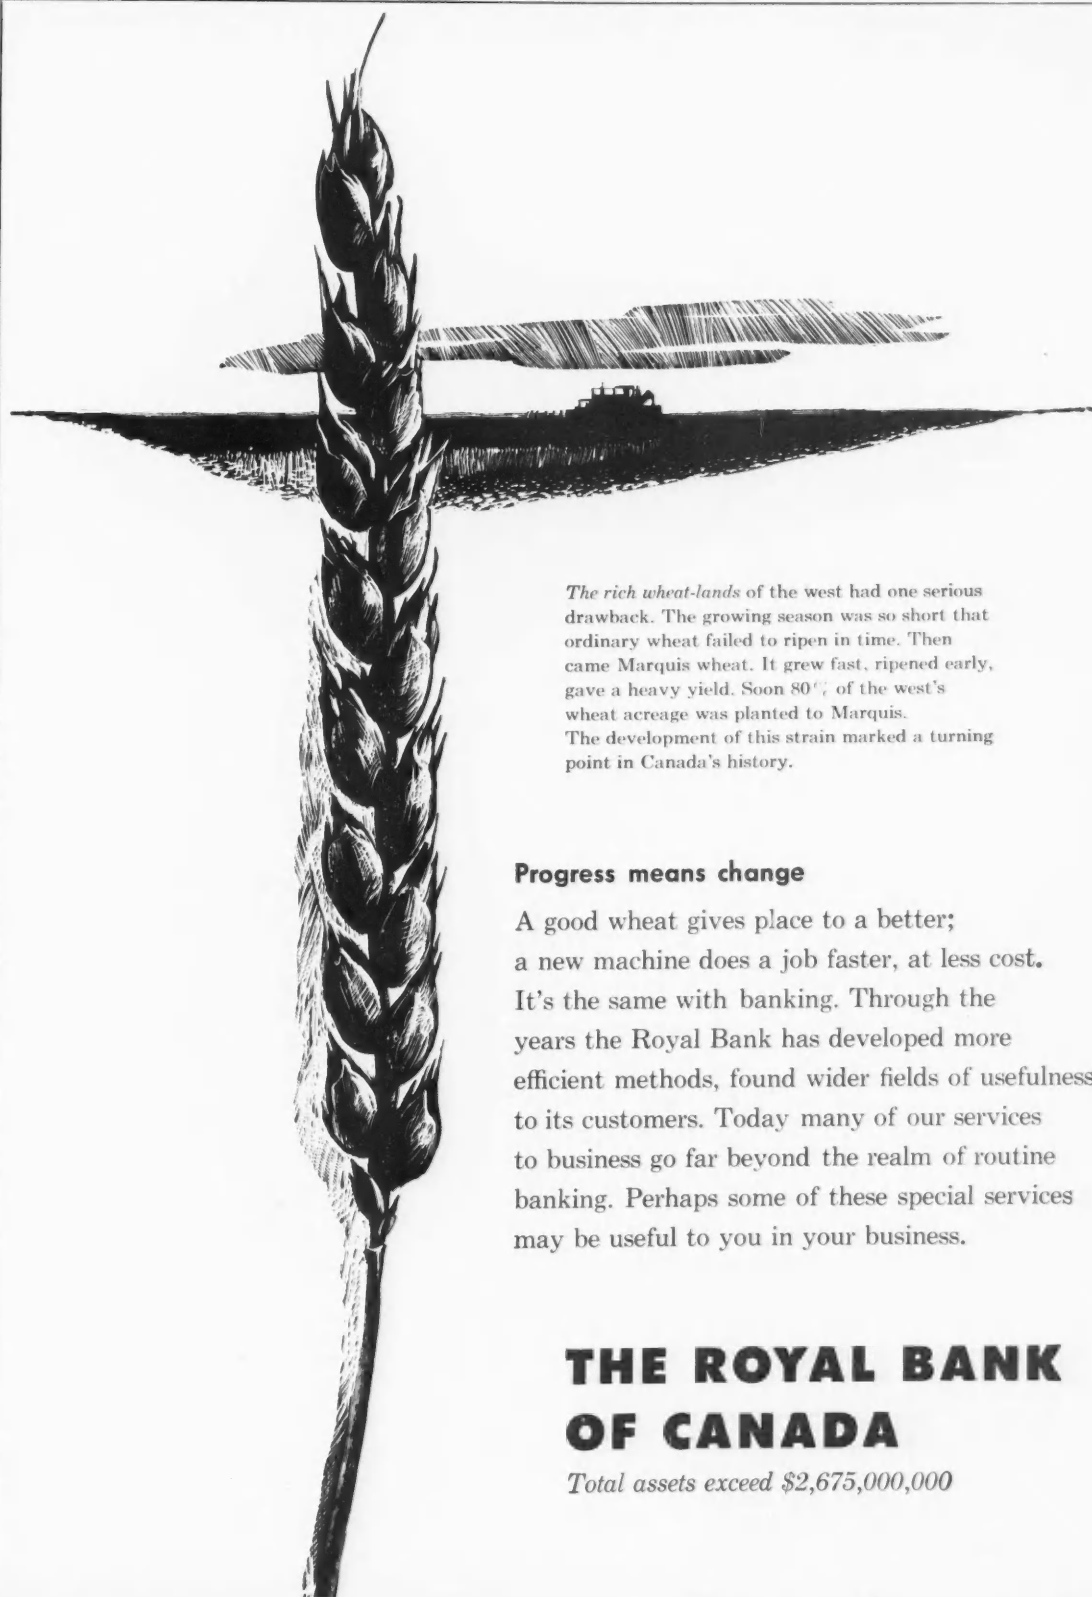 The rich wheat-lands of the west had one serious
drawback. The growing season was so short that
ordinary wheat failed to ripen in time. Then
came Marquis wheat. It grew fast, ripened early,
gave a heavy yield. Soon 80% of the west's
wheat acreage was planted to Marquis.
The development of this strain marked a turning
point in Canada's history.
Progress means change
A good wheat gives place to a better;
a new machine does a job faster, at less cost.
It's the same with banking. Through the
years the Royal Bank has developed more
efficient methods, found wider fields of usefulness
to its customers. Today many of our services
to business go far beyond the realm of routine
banking. Perhaps some of these special services
may be useful to you in your business.
THE ROYAL BANK
OF CANADA
Total assets exceed $2,675,000,000